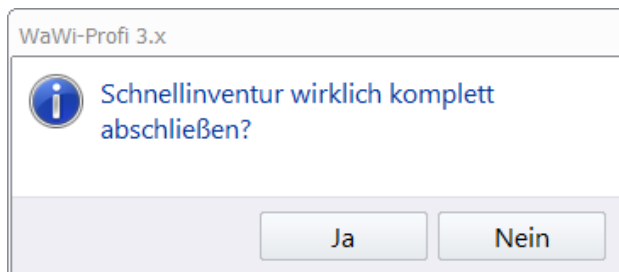 WaWi-Profi 3.x
Schnellinventur wirklich komplett
abschließen?
Ja
Nein